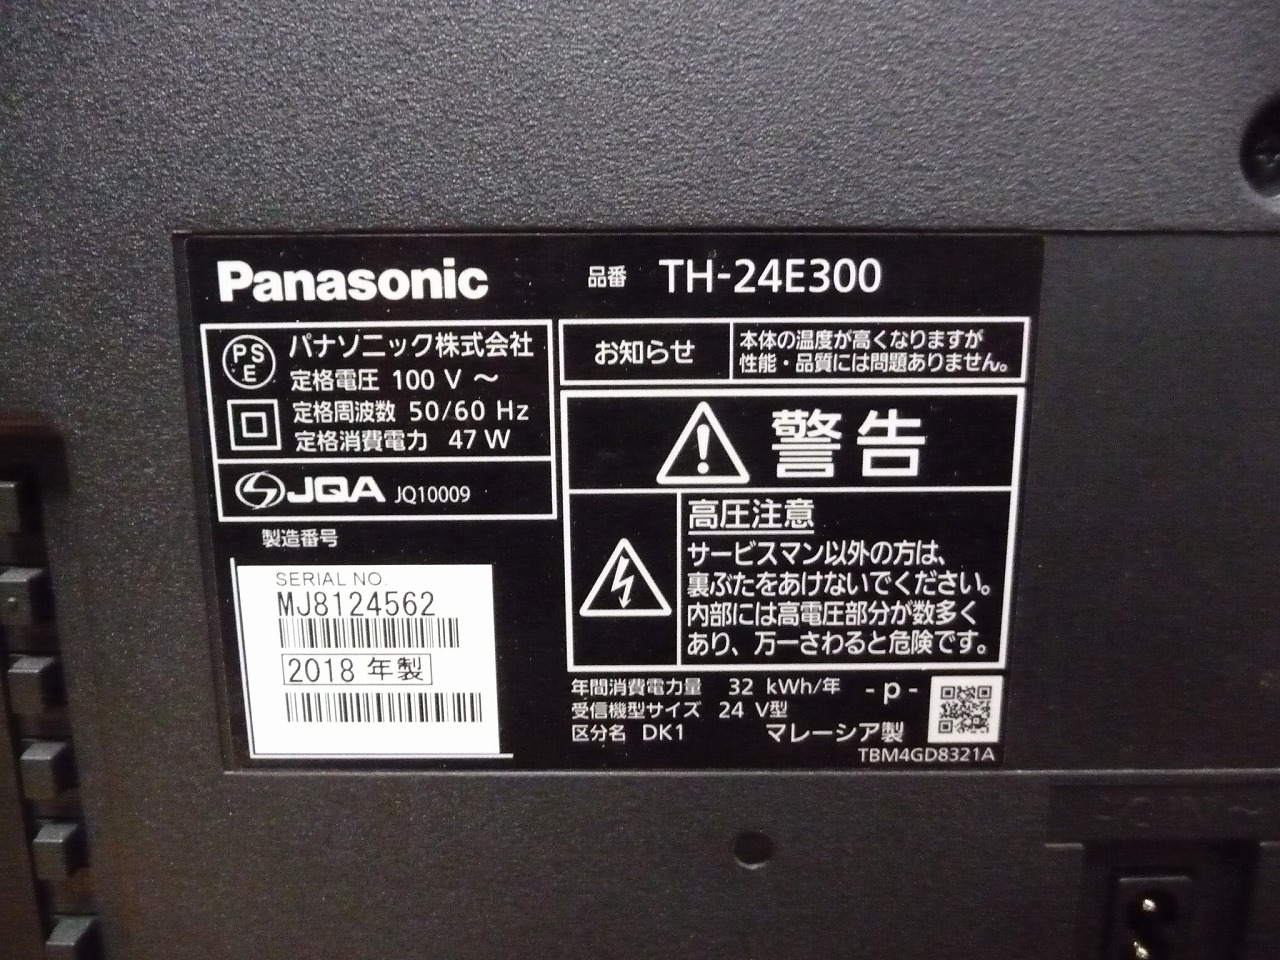 Panasonic
品番 TH-24E300
PS
E
パナソニック株式会社
定格電圧 100 V ～
定格周波数 50/60 Hz
定格消費電力 47 W
JQA JQ10009
製造番号
SERIAL NO.
MJ8124562
2018 年製
お知らせ
本体の温度が高くなりますが
性能・品質には問題ありません。
警告
高圧注意
サービスマン以外の方は、
裏ぶたをあけないでください。
内部には高電圧部分が数多く
あり、万一さわると危険です。
年間消費電力量 32 kWh/年 - p -
受信機型サイズ 24 V型
区分名 DK1 マレーシア製
TBM4GD8321A